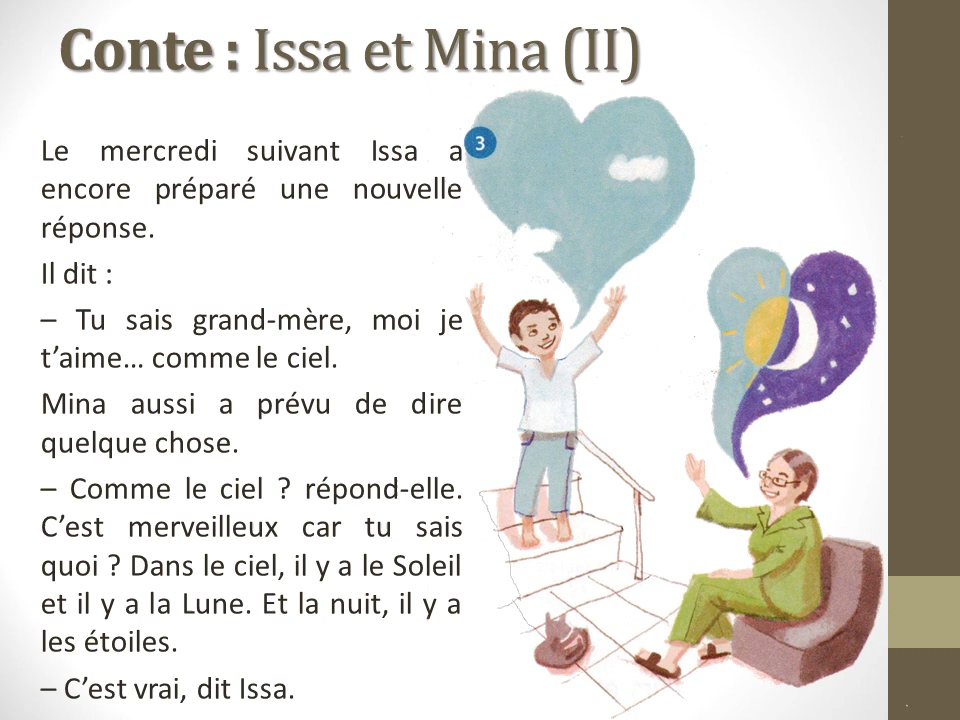 Conte : Issa et Mina (II)
Le mercredi suivant Issa a
encore préparé une nouvelle
réponse.
Il dit :
– Tu sais grand-mère, moi je
t’aime… comme le ciel.
Mina aussi a prévu de dire
quelque chose.
– Comme le ciel ? répond-elle.
C’est merveilleux car tu sais
quoi ? Dans le ciel, il y a le Soleil
et il y a la Lune. Et la nuit, il y a
les étoiles.
– C’est vrai, dit Issa.
3